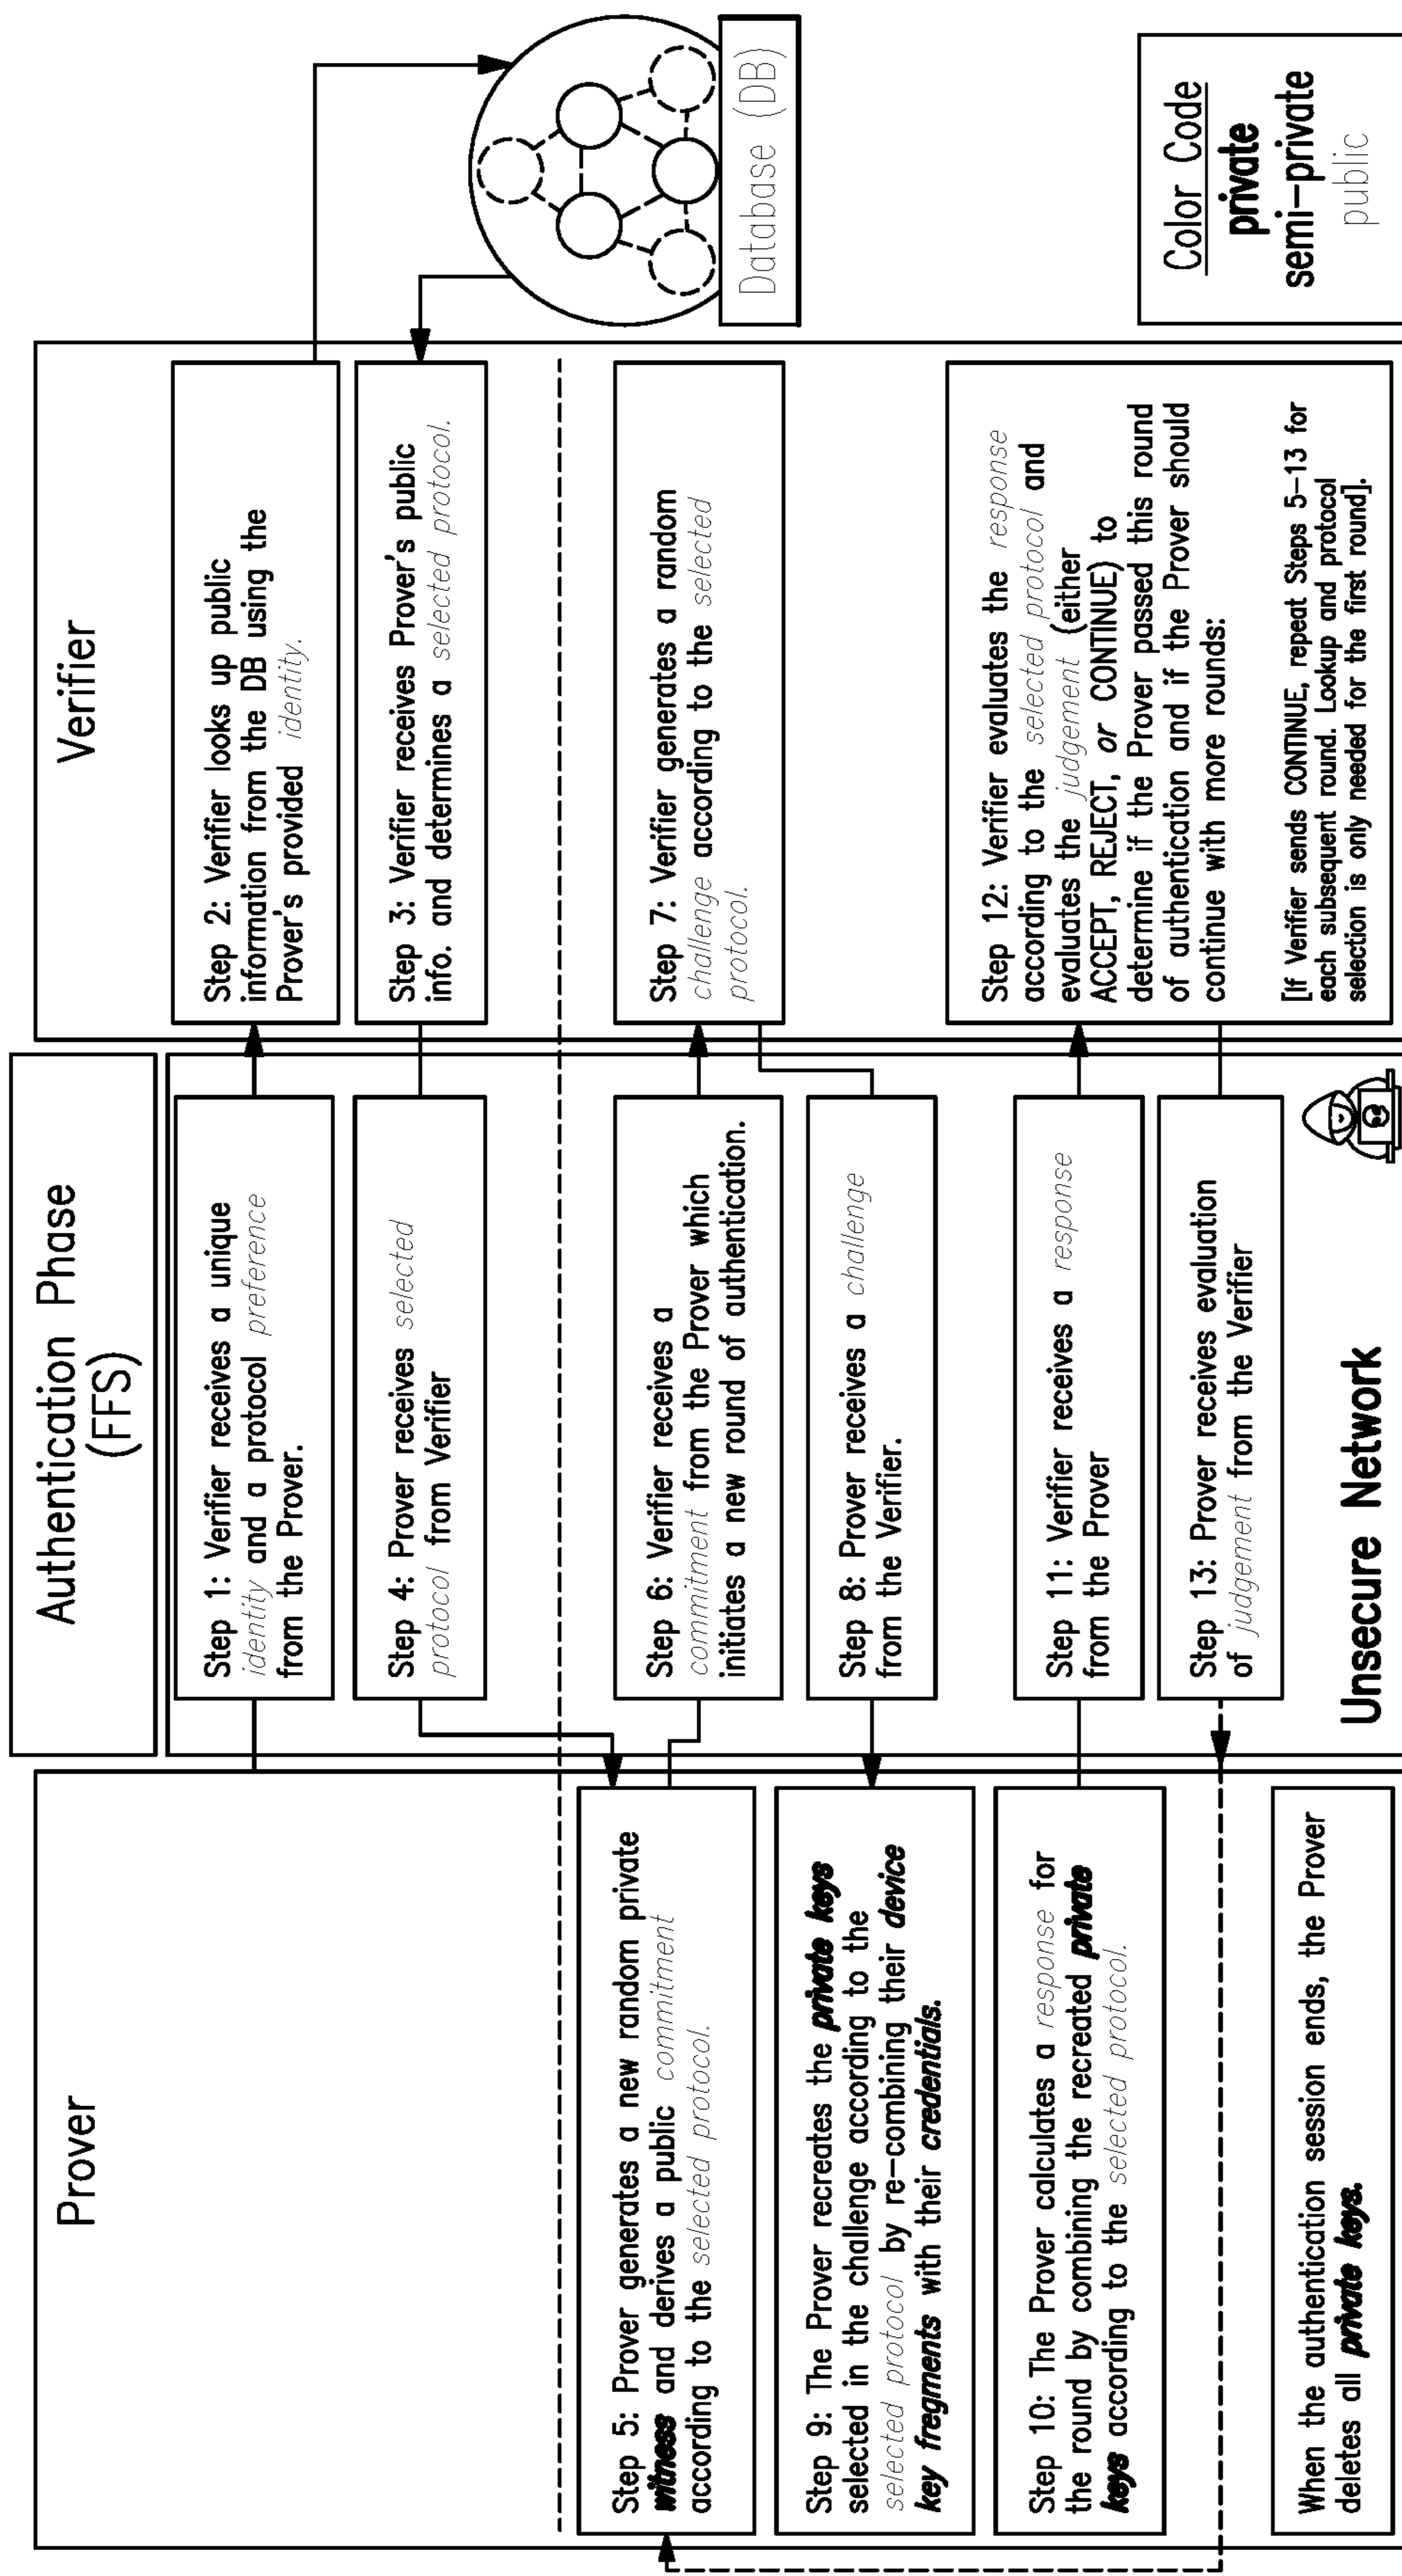 Authentication Phase
(FFS)
Prover
Verifier
Step 1: Verifier receives a unique
identity and a protocol preference
from the Prover.
Step 2: Verifier looks up public
information from the DB using the
Prover's provided identity.
Step 3: Verifier receives Prover's public
info. and determines a selected protocol.
Database (DB)
Step 4: Prover receives selected
protocol from Verifier
Step 5: Prover generates a new random private
witness and derives a public commitment
according to the selected protocol.
Step 6: Verifier receives a
commitment from the Prover which
initiates a new round of authentication.
Step 7: Verifier generates a random
challenge according to the selected
protocol.
Step 8: Prover receives a challenge
from the Verifier.
Step 9: The Prover recreates the private keys
selected in the challenge according to the
selected protocol by re-combining their device
key fregments with their credentials.
Step 10: The Prover calculates a response for
the round by combining the recreated private
keys according to the selected protocol.
Step 11: Verifier receives a response
from the Prover
Step 12: Verifier evaluates the response
according to the selected protocol and
evaluates the judgement (either
ACCEPT, REJECT, or CONTINUE) to
determine if the Prover passed this round
of authentication and if the Prover should
continue with more rounds:
[If Verifier sends CONTINUE, repeat Steps 5-13 for
each subsequent round. Lookup and protocol
selection is only needed for the first round].
Step 13: Prover receives evaluation
of judgement from the Verifier
When the authentication session ends, the Prover
deletes all private keys.
Unsecure Network
Color Code
private
semi-private
public